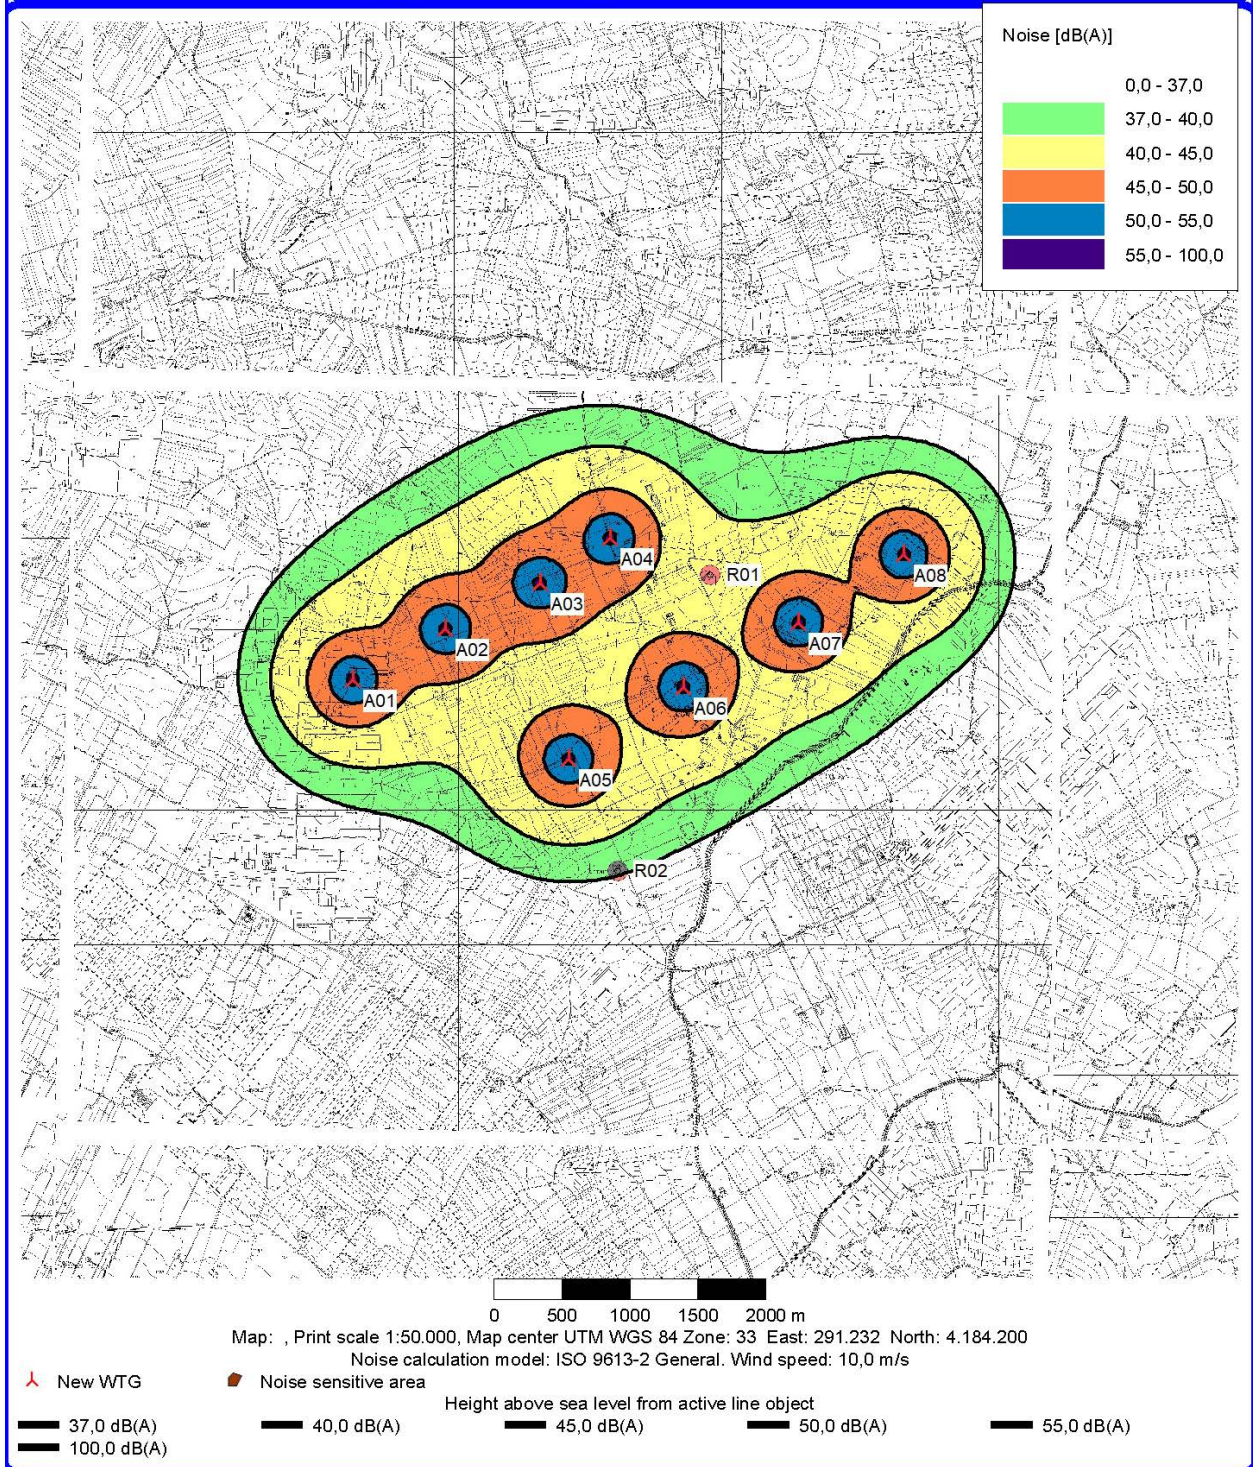 Noise [dB(A)]
0,0 - 37,0
37,0 - 40,0
40,0 - 45,0
45,0 - 50,0
50,0 - 55,0
55,0 - 100,0
A04
R01
A08
A03
A07
A02
A01
A06
A05
R02
0 500 1000 1500 2000 m
Map: , Print scale 1:50.000, Map center UTM WGS 84 Zone: 33 East: 291.232 North: 4.184.200
Noise calculation model: ISO 9613-2 General. Wind speed: 10,0 m/s
New WTG Noise sensitive area
Height above sea level from active line object
37,0 dB(A) 40,0 dB(A) 45,0 dB(A) 50,0 dB(A) 55,0 dB(A)
100,0 dB(A)